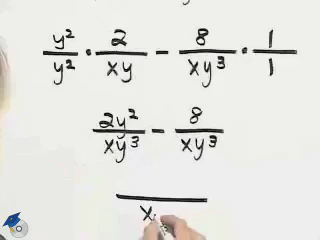 y²/y² · 2/xy − 8/xy³ · 1/1
2y²/xy³ − 8/xy³
x